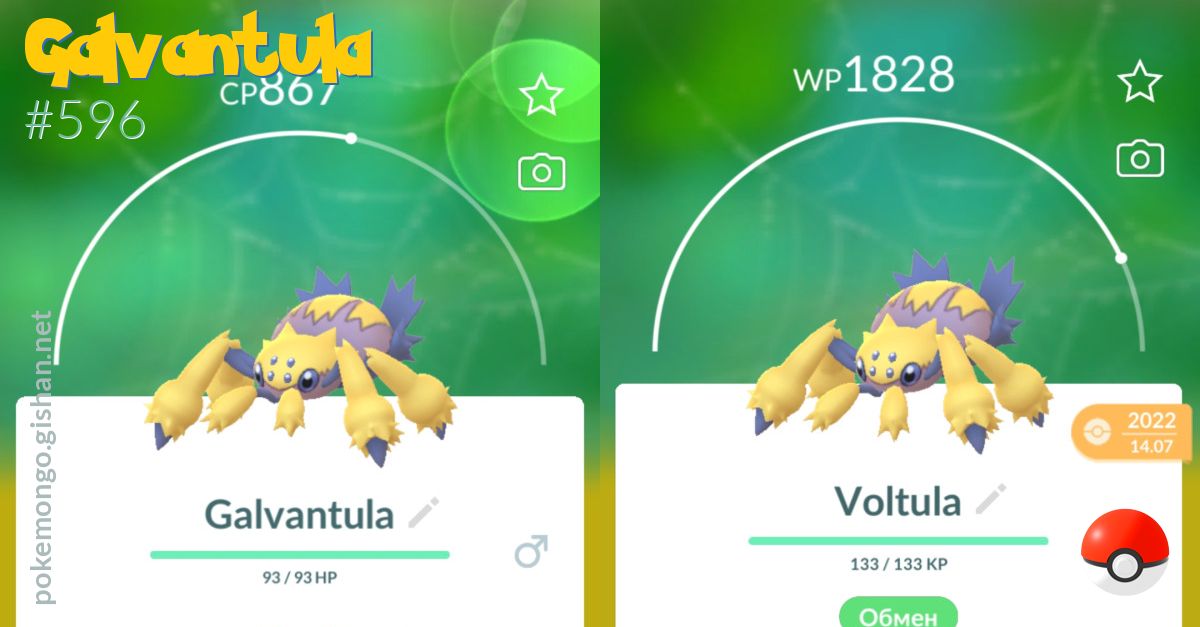 Galvantula
#596
CP867
pokemongo.gishan.net
Galvantula
93 / 93 HP
WP1828
2022
14.07
Voltula
133 / 133 KP
Обмен